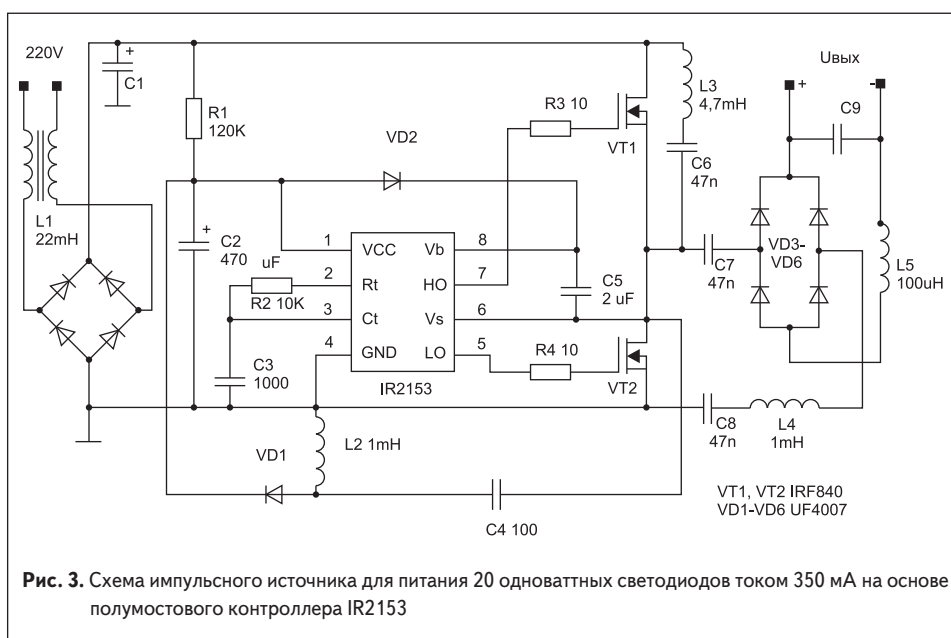 220V
+
C1
R1
120K
VD2
R3 10
VT1
L3
4,7mH
C6
47n
Uвых
+
-
C9
L1
22mH
+
C2
470 uF
1
VCC
Vb
8
2
Rt
HO
7
R2 10K
3
Ct
Vs
6
4
GND
LO
5
IR2153
C3
1000
C5
2 uF
R4 10
VT2
C7
47n
VD3-
VD6
L5
100uH
C8
47n
L4
1mH
VD1
L2 1mH
C4 100
VT1, VT2 IRF840
VD1-VD6 UF4007
Рис. 3. Схема импульсного источника для питания 20 одноваттных светодиодов током 350 мА на основе
полумостового контроллера IR2153